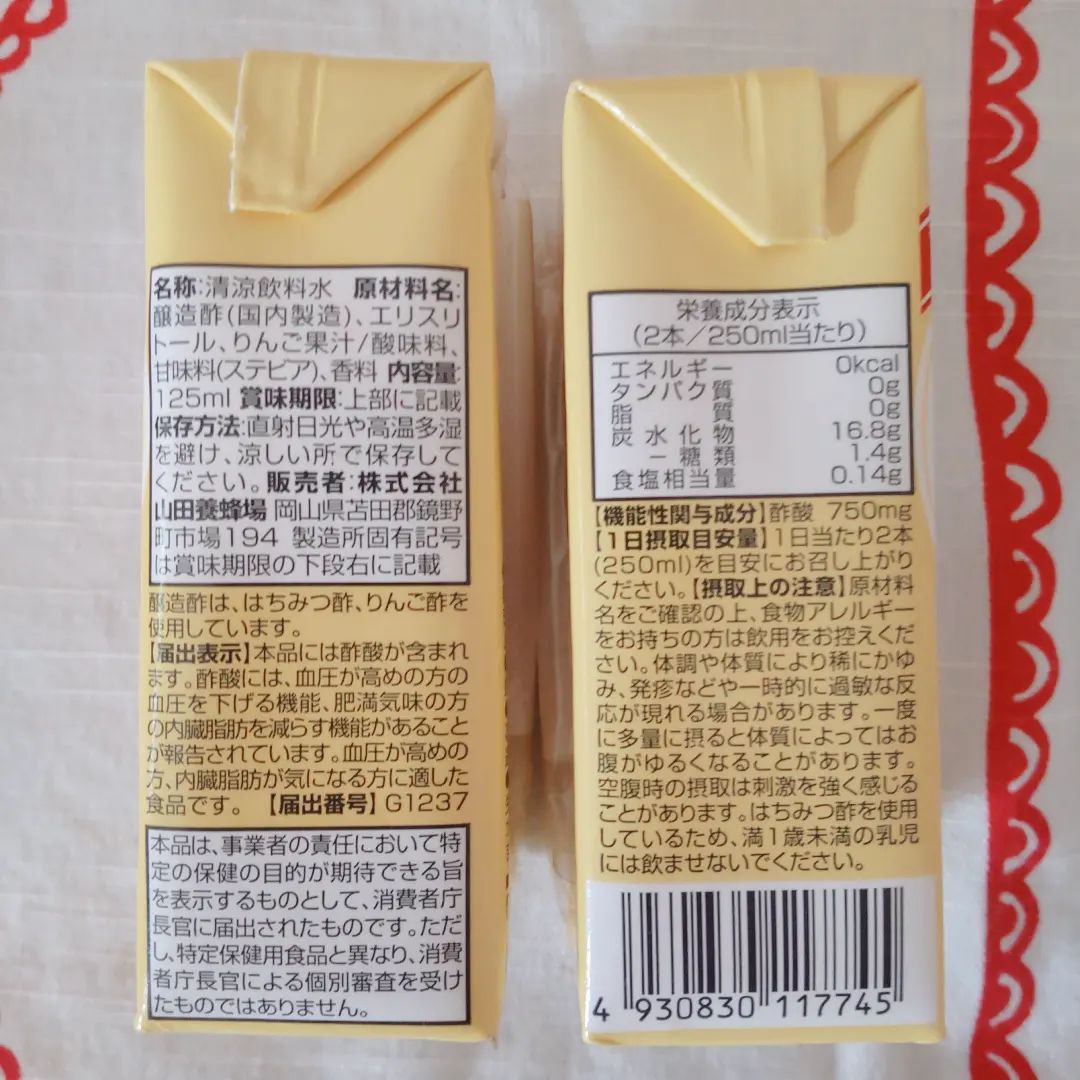 名称:清涼飲料水 原材料名:
醸造酢(国内製造)、エリスリ
トール、りんご果汁/酸味料、
甘味料(ステビア)、香料 内容量:
125ml 賞味期限:上部に記載
保存方法:直射日光や高温多湿
を避け、涼しい所で保存して
ください。販売者:株式会社
山田養蜂場 岡山県苫田郡鏡野
町市場194 製造所固有記号
は賞味期限の下段右に記載
醸造酢は、はちみつ酢、りんご酢を
使用しています。
【届出表示】本品には酢酸が含まれ
ます。酢酸には、血圧が高めの方の
血圧を下げる機能、肥満気味の方
の内臓脂肪を減らす機能があること
が報告されています。血圧が高めの
方、内臓脂肪が気になる方に適した
食品です。【届出番号】G1237
本品は、事業者の責任において特
定の保健の目的が期待できる旨
を表示するものとして、消費者庁
長官に届出されたものです。ただ
し、特定保健用食品と異なり、消費
者庁長官による個別審査を受け
たものではありません。
栄養成分表示
(2本/250ml当たり)
エネルギー 0kcal
タンパク質 0g
脂質 0g
炭水化物 16.8g
－糖類 1.4g
食塩相当量 0.14g
【機能性関与成分】酢酸 750mg
【1日摂取目安量】1日当たり2本
(250ml)を目安にお召し上がり
ください。【摂取上の注意】原材料
名をご確認の上、食物アレルギー
をお持ちの方は飲用をお控えくだ
さい。体調や体質により稀にかゆ
み、発疹などや一時的に過敏な反
応が現れる場合があります。一度
に多量に摂ると体質によってはお
腹がゆるくなることがあります。
空腹時の摂取は刺激を強く感じる
ことがあります。はちみつ酢を使用
しているため、満1歳未満の乳児
には飲ませないでください。
4 930830 117745